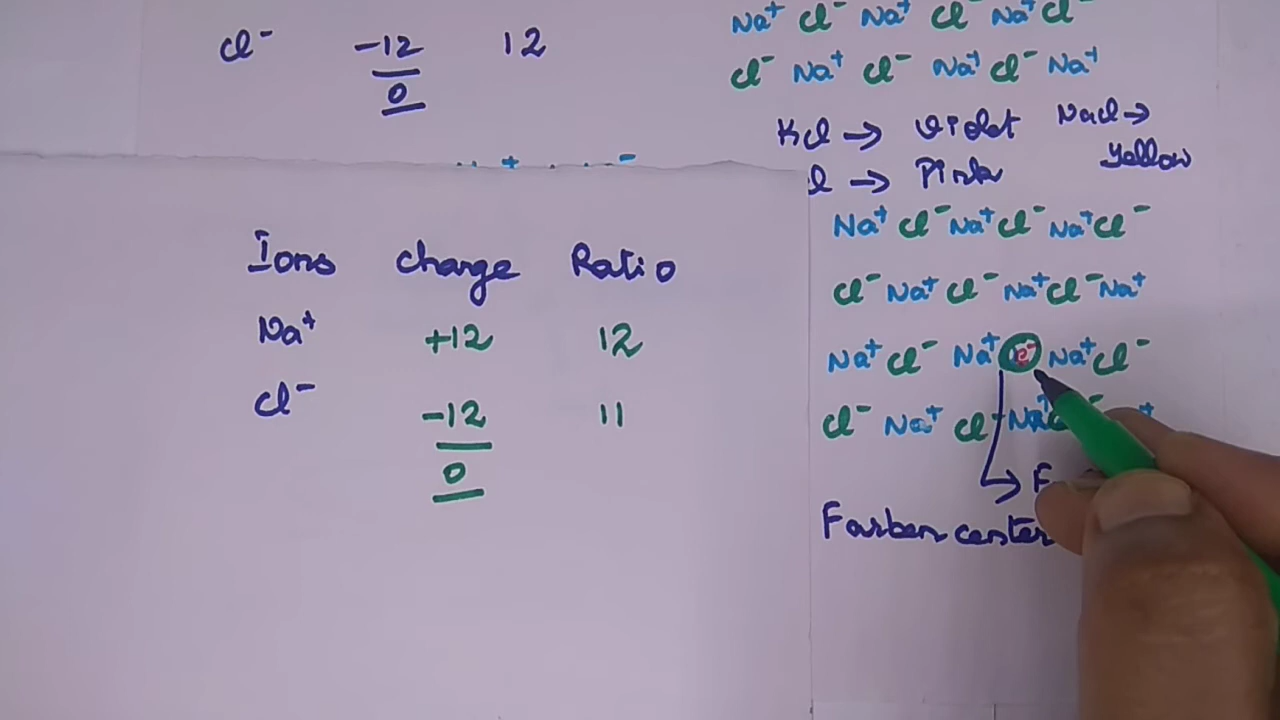 Cl⁻ -12 12
0
Na⁺ Cl⁻ Na⁺ Cl⁻ Na⁺ Cl⁻
Cl⁻ Na⁺ Cl⁻ Na⁺ Cl⁻ Na⁺
KCl → Violet NaCl →
Yellow
l → Pink
Ions Charge Ratio
Na⁺ +12 12
Cl⁻ -12 11
0
Na⁺ Cl⁻ Na⁺ Cl⁻ Na⁺ Cl⁻
Cl⁻ Na⁺ Cl⁻ Na⁺ Cl⁻ Na⁺
Na⁺ Cl⁻ Na⁺ e⁻ Na⁺ Cl⁻
Cl⁻ Na⁺ Cl⁻ Na⁺
→ F
Farben center